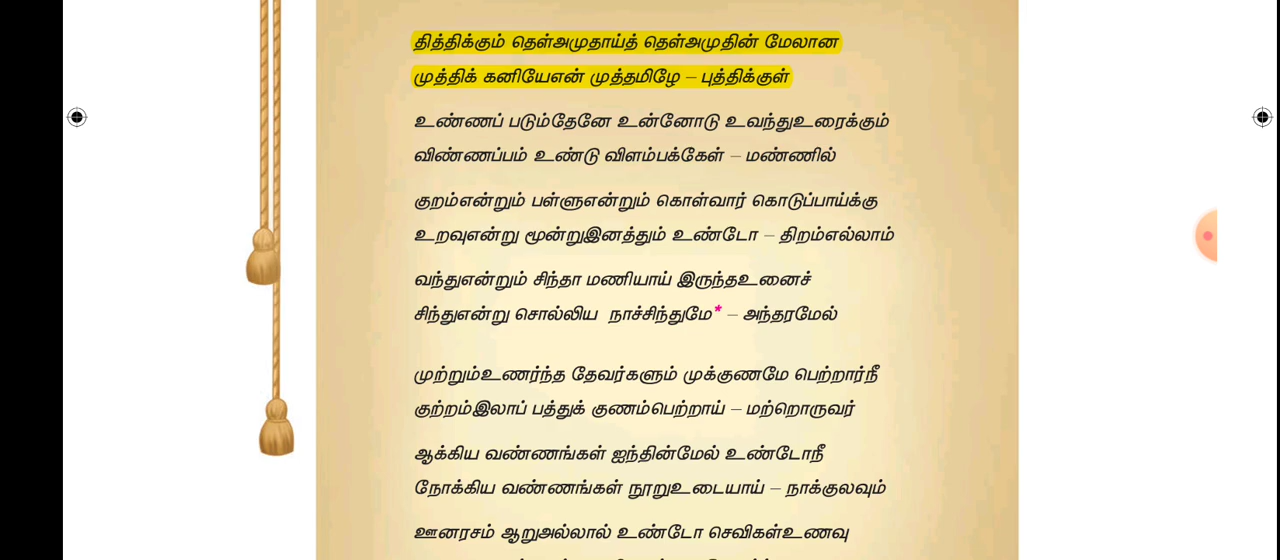 தித்திக்கும் தெள்அமுதாய்த் தெள்அமுதின் மேலான
முத்திக் கனியேஎன் முத்தமிழே – புத்திக்குள்
உண்ணப் படும்தேனே உன்னோடு உவந்துஉரைக்கும்
விண்ணப்பம் உண்டு விளம்பக்கேள் – மண்ணில்
குறம்என்றும் பள்ளுஎன்றும் கொள்வார் கொடுப்பாய்க்கு
உறவுஎன்று மூன்றுஇனத்தும் உண்டோ – திறம்எல்லாம்
வந்துஎன்றும் சிந்தா மணியாய் இருந்தஉனைச்
சிந்துஎன்று சொல்லிய நாச்சிந்துமே* – அந்தரமேல்
முற்றும்உணர்ந்த தேவர்களும் முக்குணமே பெற்றார்நீ
குற்றம்இலாப் பத்துக் குணம்பெற்றாய் – மற்றொருவர்
ஆக்கிய வண்ணங்கள் ஐந்தின்மேல் உண்டோநீ
நோக்கிய வண்ணங்கள் நூறுஉடையாய் – நாக்குலவும்
ஊனரசம் ஆறுஅல்லால் உண்டோ செவிகள்உணவு